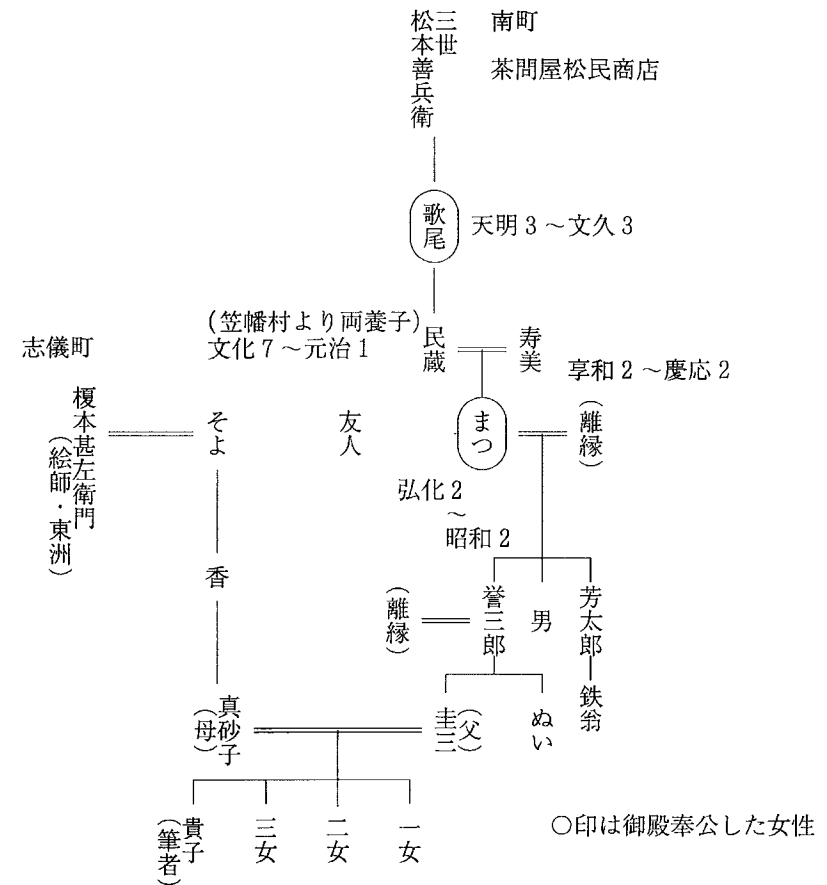 南町
茶問屋松民商店
三世
松本善兵衛
歌尾
天明3～文久3
(笠幡村より両養子)
文化7～元治1
民蔵
寿美
享和2～慶応2
志儀町
榎本甚左衛門
(絵師・東洲)
そよ
友人
まつ
(離縁)
弘化2
～
昭和2
香
(離縁)
誉三郎
男
芳太郎
鉄翁
真砂子
(母)
(父)
圭三
ぬい
貴子
(筆者)
三女
二女
一女
○印は御殿奉公した女性